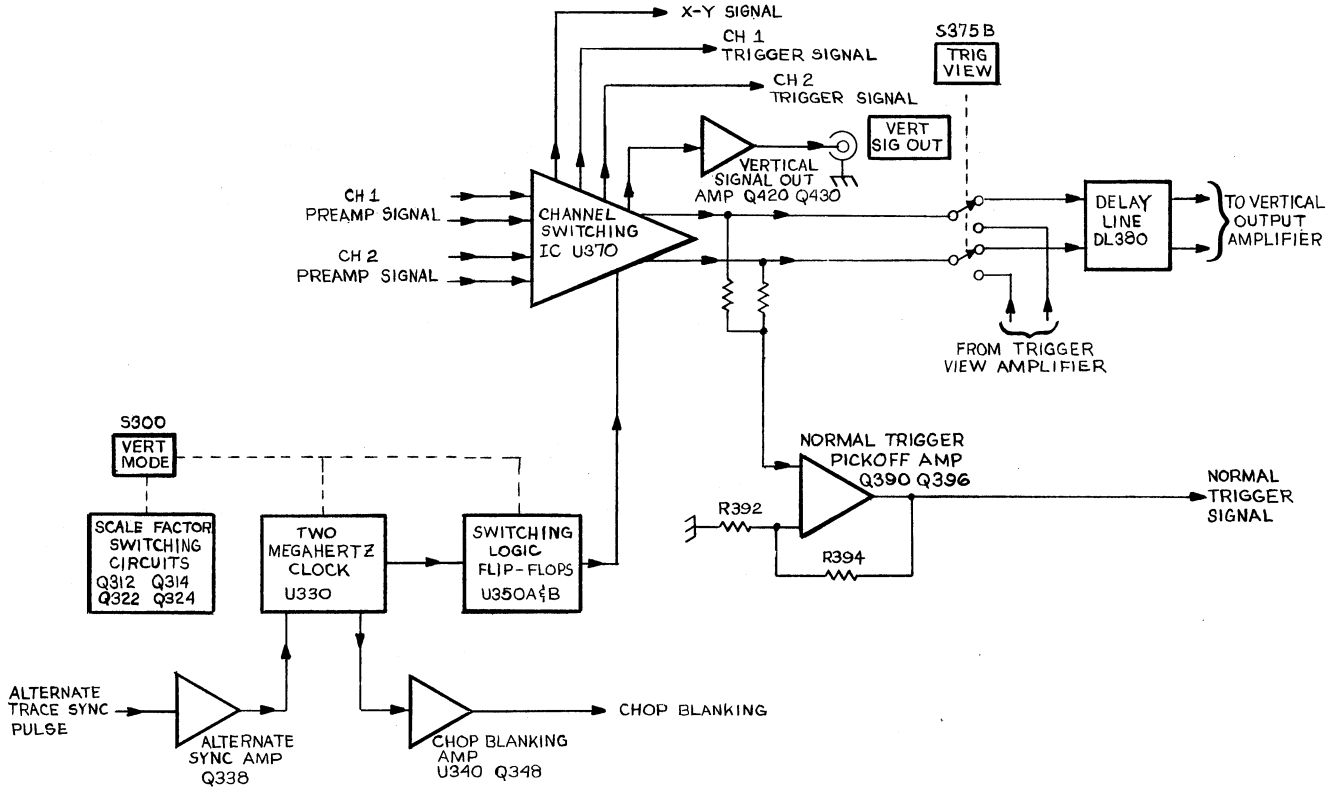 X-Y SIGNAL
CH 1
TRIGGER SIGNAL
CH 2
TRIGGER SIGNAL
S375B
TRIG
VIEW
VERT
SIG OUT
VERTICAL
SIGNAL OUT
AMP Q420 Q430
CH 1
PREAMP SIGNAL
CH 2
PREAMP SIGNAL
CHANNEL
SWITCHING
IC U370
DELAY
LINE
DL380
TO VERTICAL
OUTPUT
AMPLIFIER
FROM TRIGGER
VIEW AMPLIFIER
S300
VERT
MODE
NORMAL TRIGGER
PICKOFF AMP
Q390 Q396
NORMAL
TRIGGER
SIGNAL
R392
R394
SCALE FACTOR
SWITCHING
CIRCUITS
Q312 Q314
Q322 Q324
TWO
MEGAHERTZ
CLOCK
U330
SWITCHING
LOGIC
FLIP-FLOPS
U350A&B
ALTERNATE
TRACE SYNC
PULSE
ALTERNATE
SYNC AMP
Q338
CHOP BLANKING
AMP
U340 Q348
CHOP BLANKING